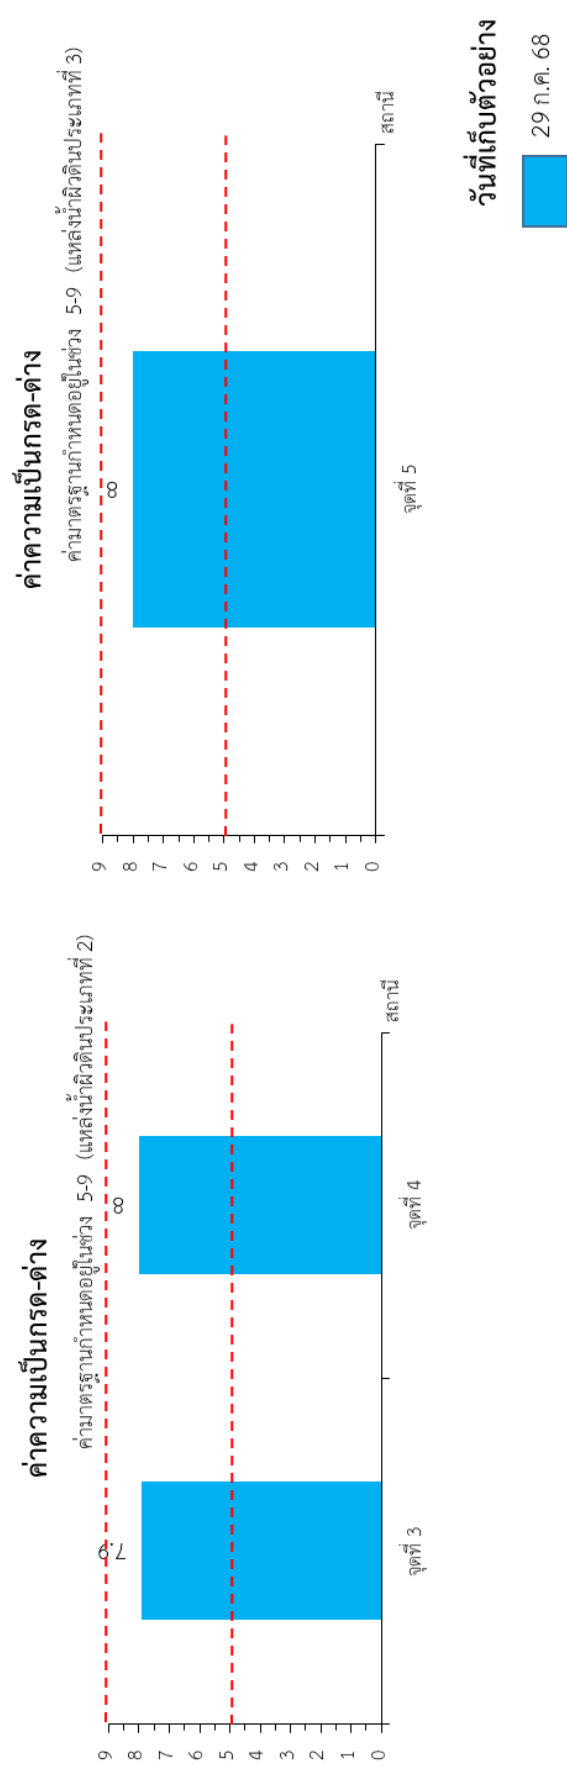 ค่าความเป็นกรด-ด่าง
ค่ามาตรฐานกำหนดอยู่ในช่วง 5-9 (แหล่งน้ำผิวดินประเภทที่ 2)
9
8
7
6
5
4
3
2
1
0
7.9
8
จุดที่ 3
จุดที่ 4
สถานี
ค่าความเป็นกรด-ด่าง
ค่ามาตรฐานกำหนดอยู่ในช่วง 5-9 (แหล่งน้ำผิวดินประเภทที่ 3)
9
8
7
6
5
4
3
2
1
0
8
จุดที่ 5
สถานี
วันที่เก็บตัวอย่าง
29 ก.ค. 68